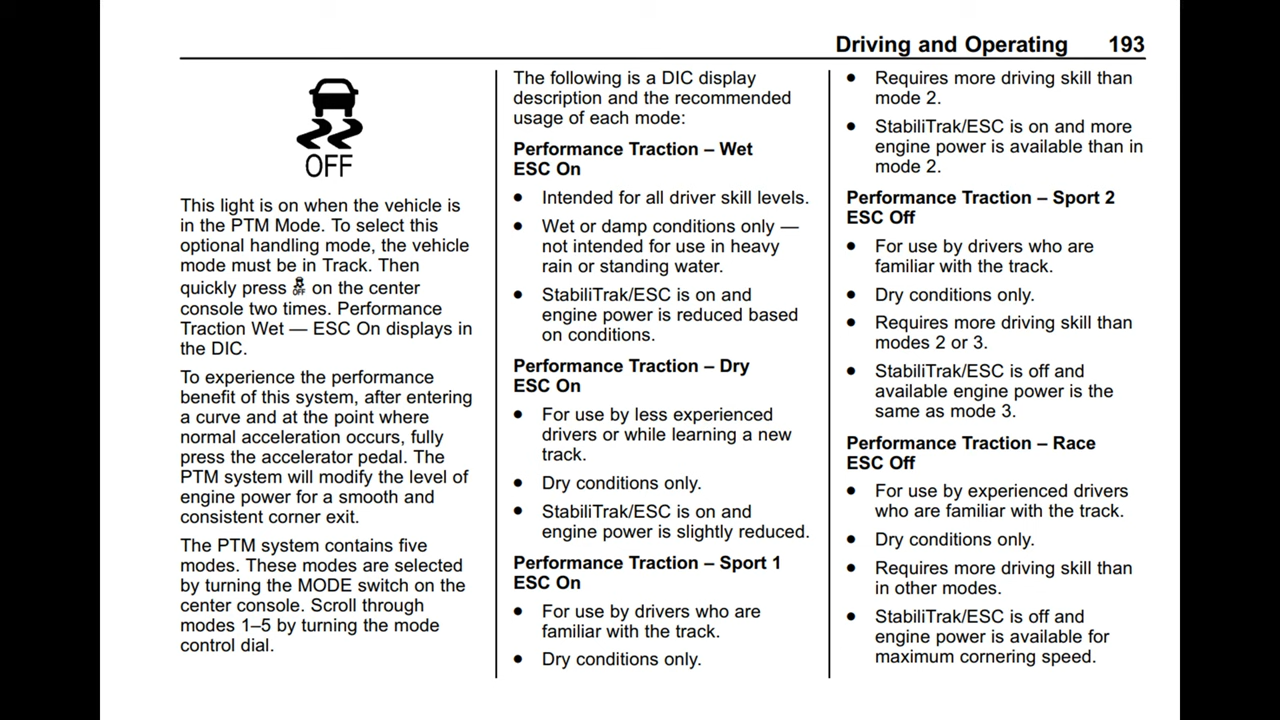 Driving and Operating 193
OFF
This light is on when the vehicle is
in the PTM Mode. To select this
optional handling mode, the vehicle
mode must be in Track. Then
quickly press OFF on the center
console two times. Performance
Traction Wet — ESC On displays in
the DIC.
To experience the performance
benefit of this system, after entering
a curve and at the point where
normal acceleration occurs, fully
press the accelerator pedal. The
PTM system will modify the level of
engine power for a smooth and
consistent corner exit.
The PTM system contains five
modes. These modes are selected
by turning the MODE switch on the
center console. Scroll through
modes 1–5 by turning the mode
control dial.
The following is a DIC display
description and the recommended
usage of each mode:
Performance Traction – Wet
ESC On
• Intended for all driver skill levels.
• Wet or damp conditions only —
not intended for use in heavy
rain or standing water.
• StabiliTrak/ESC is on and
engine power is reduced based
on conditions.
Performance Traction – Dry
ESC On
• For use by less experienced
drivers or while learning a new
track.
• Dry conditions only.
• StabiliTrak/ESC is on and
engine power is slightly reduced.
Performance Traction – Sport 1
ESC On
• For use by drivers who are
familiar with the track.
• Dry conditions only.
• Requires more driving skill than
mode 2.
• StabiliTrak/ESC is on and more
engine power is available than in
mode 2.
Performance Traction – Sport 2
ESC Off
• For use by drivers who are
familiar with the track.
• Dry conditions only.
• Requires more driving skill than
modes 2 or 3.
• StabiliTrak/ESC is off and
available engine power is the
same as mode 3.
Performance Traction – Race
ESC Off
• For use by experienced drivers
who are familiar with the track.
• Dry conditions only.
• Requires more driving skill than
in other modes.
• StabiliTrak/ESC is off and
engine power is available for
maximum cornering speed.